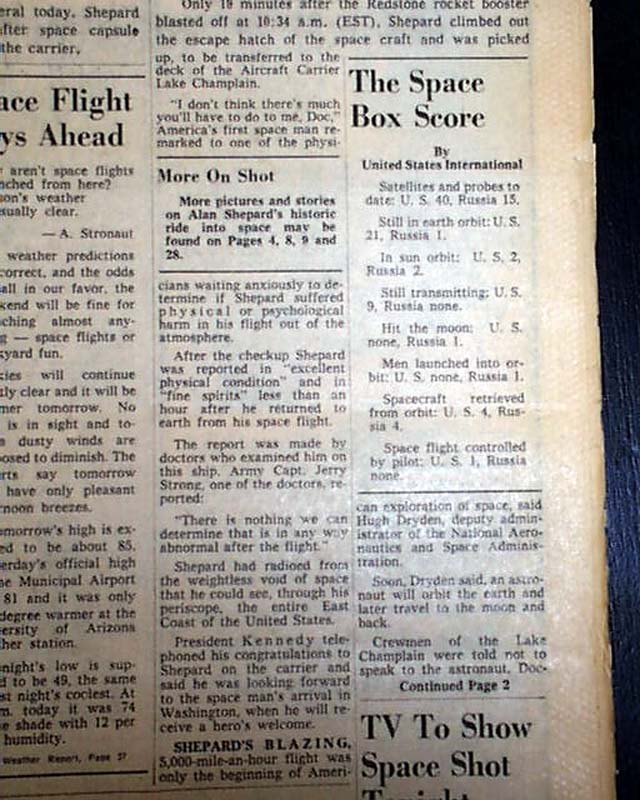 eral today. Shepard
after space capsule
the carrier.
ace Flight
ys Ahead
aren't space flights
nched from here?
son's weather
sually clear.
— A. Stronaut
weather predictions
correct, and the odds
all in our favor, the
kend will be fine for
ching almost any-
g — space flights or
kyard fun.
kies will continue
tly clear and it will be
mer tomorrow. No
is in sight and to-
s dusty winds are
posed to diminish. The
erts say tomorrow
have only pleasant
rnoon breezes.
omorrow's high is ex-
ed to be about 85.
erday's official high
he Municipal Airport
81 and it was only
degree warmer at the
ersity of Arizona
ther station.
night's low is sup-
d to be 49, the same
st night's coolest. At
m. today it was 74
e shade with 12 per
humidity.
Weather Report, Page 27
Only 19 minutes after the Redstone rocket booster
blasted off at 10:34 a.m. (EST), Shepard climbed out
the escape hatch of the space craft and was picked
up, to be transferred to the
deck of the Aircraft Carrier
Lake Champlain.
"I don't think there's much
you'll have to do to me, Doc,"
America's first space man re-
marked to one of the physi-
More On Shot
More pictures and stories
on Alan Shepard's historic
ride into space may be
found on Pages 4, 8, 9 and
28.
cians waiting anxiously to de-
termine if Shepard suffered
physical or psychological
harm in his flight out of the
atmosphere.
After the checkup Shepard
was reported in "excellent
physical condition" and in
"fine spirits" less than an
hour after he returned to
earth from his space flight.
The report was made by
doctors who examined him on
this ship. Army Capt. Jerry
Strong, one of the doctors, re-
ported:
"There is nothing we can
determine that is in any way
abnormal after the flight."
Shepard had radioed from
the weightless void of space
that he could see, through his
periscope, the entire East
Coast of the United States.
President Kennedy tele-
phoned his congratulations to
Shepard on the carrier and
said he was looking forward
to the space man's arrival in
Washington, when he will re-
ceive a hero's welcome.
SHEPARD'S BLAZING,
5,000-mile-an-hour flight was
only the beginning of Ameri-
The Space
Box Score
By
United States International
Satellites and probes to
date: U. S. 40, Russia 15.
Still in earth orbit: U. S.
21, Russia 1.
In sun orbit: U. S. 2,
Russia 2.
Still transmitting: U. S.
9, Russia none.
Hit the moon: U. S.
none, Russia 1.
Men launched into or-
bit: U. S. none, Russia 1.
Spacecraft retrieved
from orbit: U. S. 4, Rus-
sia 4.
Space flight controlled
by pilot: U. S. 1, Russia
none.
can exploration of space, said
Hugh Dryden, deputy admin-
istrator of the National Aero-
nautics and Space Adminis-
tration.
Soon, Dryden said, an astro-
naut will orbit the earth and
later travel to the moon and
back.
Crewmen of the Lake
Champlain were told not to
speak to the astronaut, Doc-
Continued Page 2
TV To Show
Space Shot
Tonight